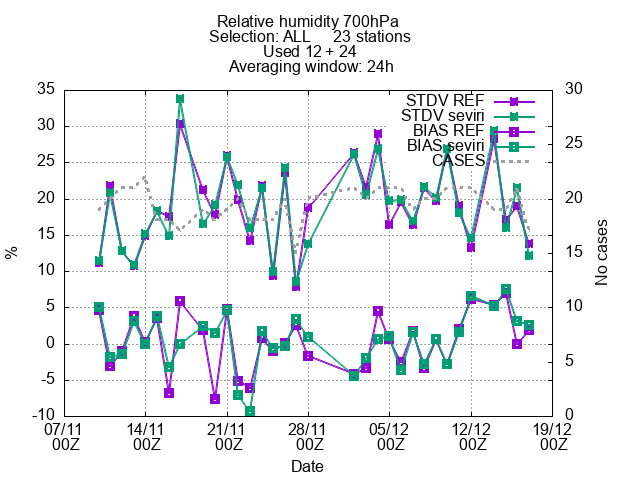 Relative humidity 700hPa
Selection: ALL 23 stations
Used 12 + 24
Averaging window: 24h
35
30
25
20
15
10
5
0
-5
-10
%
30
25
20
15
10
5
0
No cases
STDV REF
STDV seviri
BIAS REF
BIAS seviri
CASES
07/11 14/11 21/11 28/11 05/12 12/12 19/12
00Z 00Z 00Z 00Z 00Z 00Z 00Z
Date